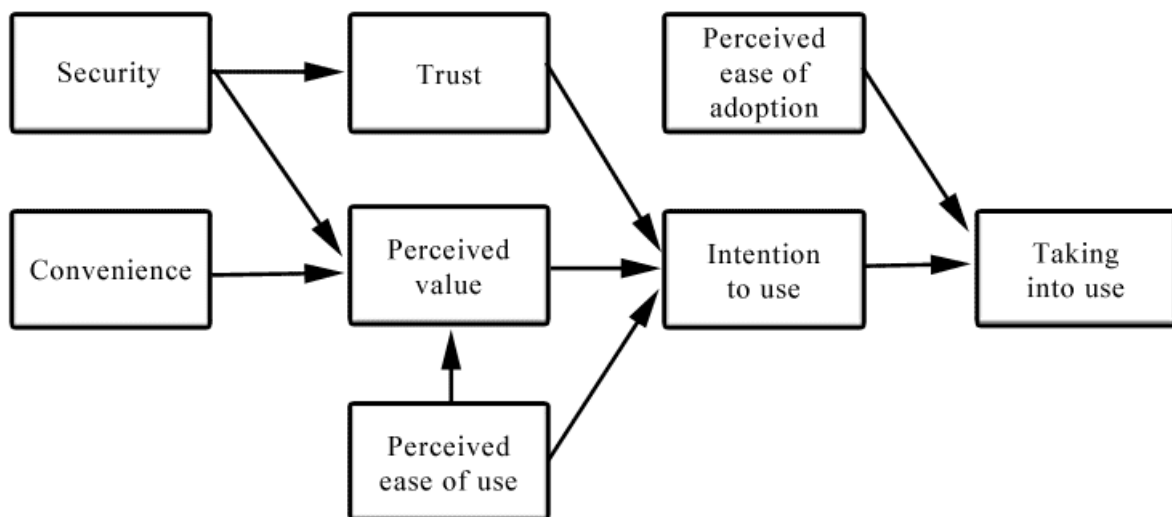 Security
Trust
Perceived
ease of
adoption
Convenience
Perceived
value
Intention
to use
Taking
into use
Perceived
ease of use